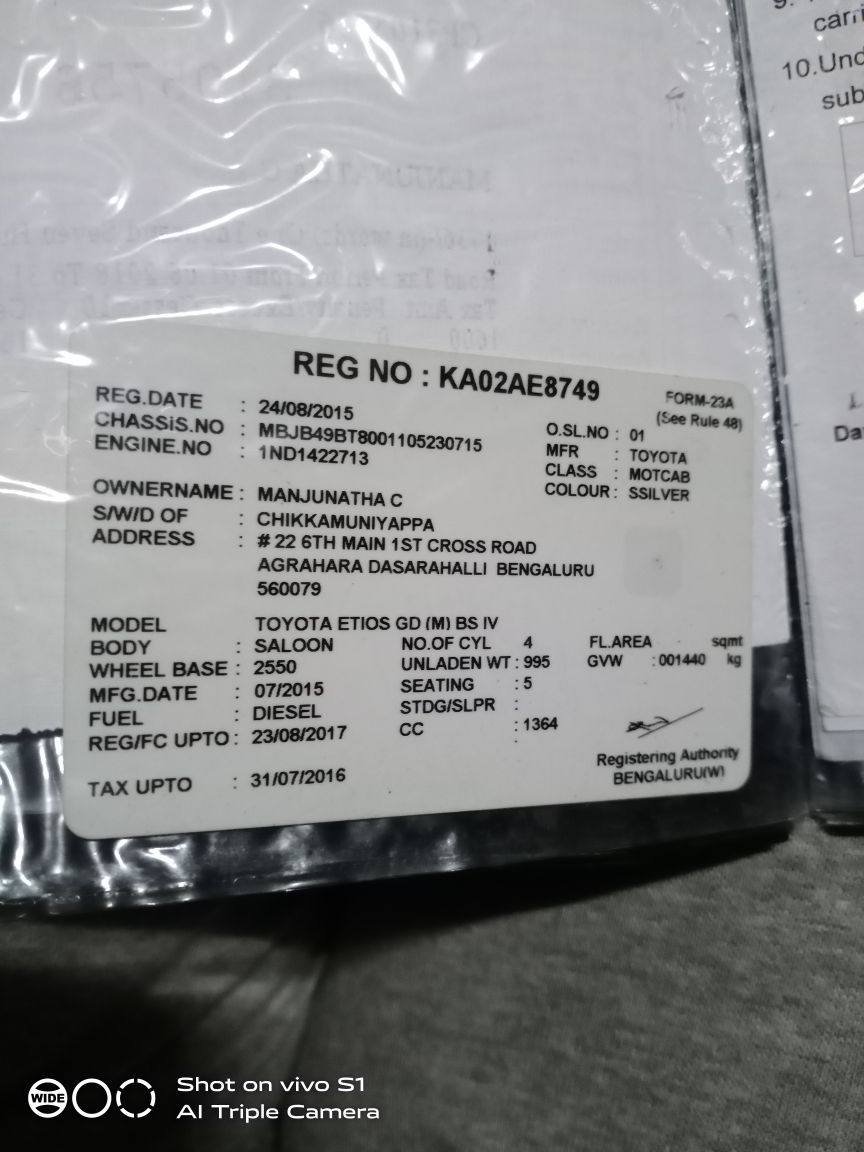 9.
carri
10.Und
sub
Da
REG NO : KA02AE8749
REG.DATE : 24/08/2015
FORM-23A
(See Rule 48)
CHASSIS.NO : MBJB49BT8001105230715
O.SL.NO : 01
ENGINE.NO : 1ND1422713
MFR : TOYOTA
CLASS : MOTCAB
OWNERNAME : MANJUNATHA C
COLOUR : SSILVER
S/W/D OF : CHIKKAMUNIYAPPA
ADDRESS : # 22 6TH MAIN 1ST CROSS ROAD
AGRAHARA DASARAHALLI BENGALURU
560079
MODEL TOYOTA ETIOS GD (M) BS IV
BODY : SALOON NO.OF CYL 4 FL.AREA sqmt
WHEEL BASE : 2550 UNLADEN WT : 995 GVW : 001440 kg
MFG.DATE : 07/2015 SEATING : 5
FUEL : DIESEL STDG/SLPR :
REG/FC UPTO : 23/08/2017 CC : 1364
:
Registering Authority
TAX UPTO : 31/07/2016 BENGALURU(W)
WIDE
Shot on vivo S1
AI Triple Camera